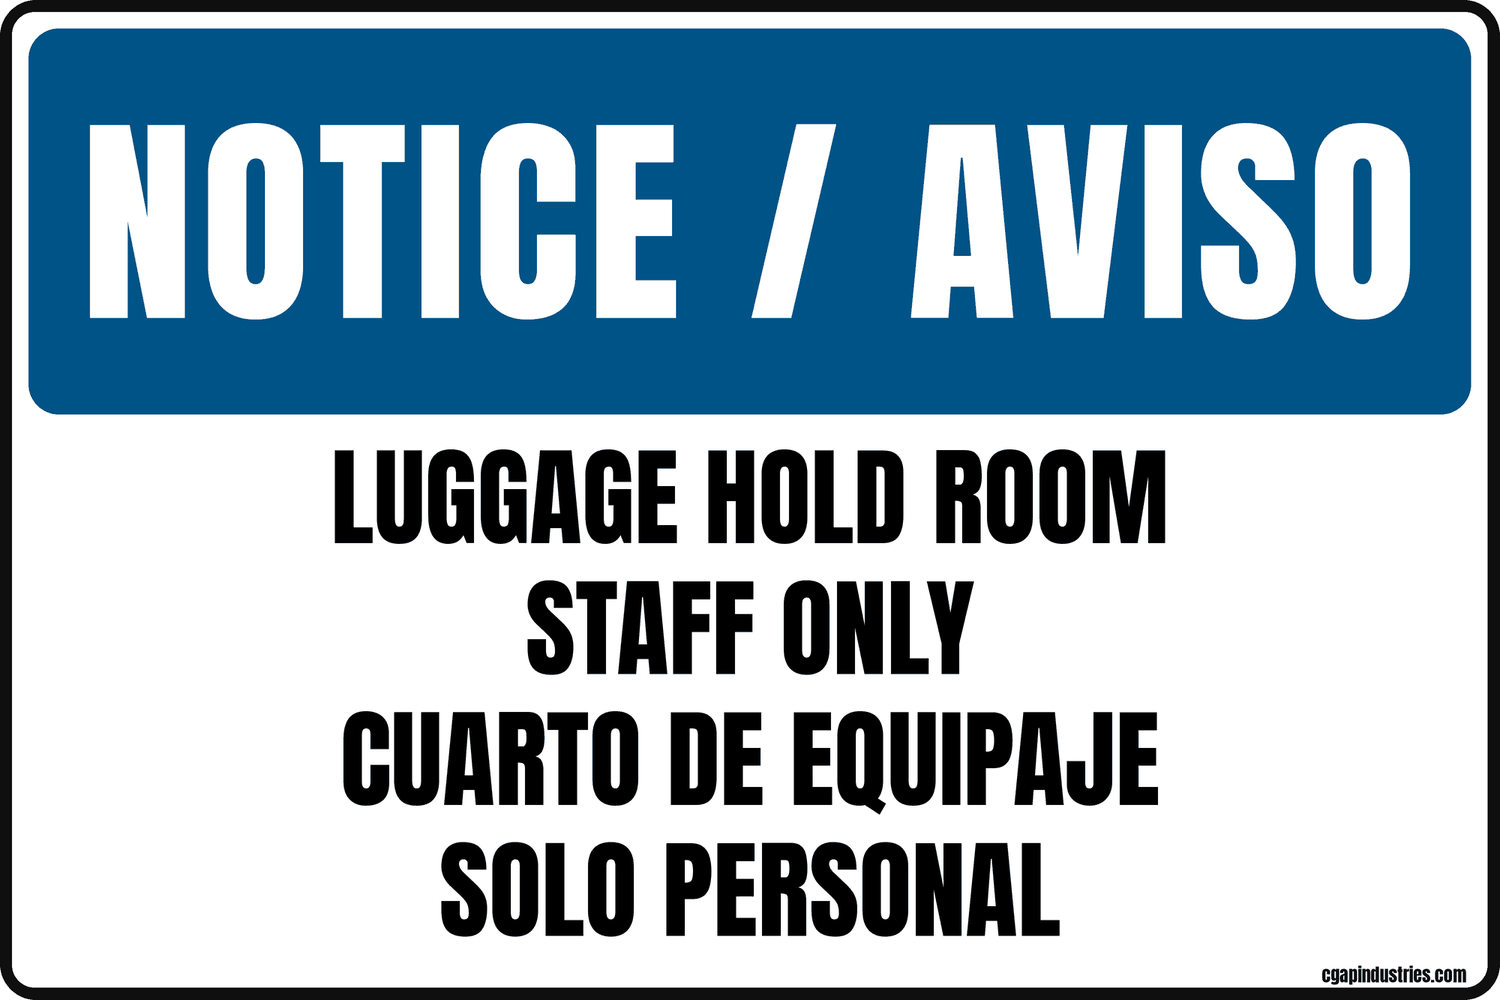 NOTICE / AVISO
LUGGAGE HOLD ROOM
STAFF ONLY
CUARTO DE EQUIPAJE
SOLO PERSONAL
cgapindustries.com